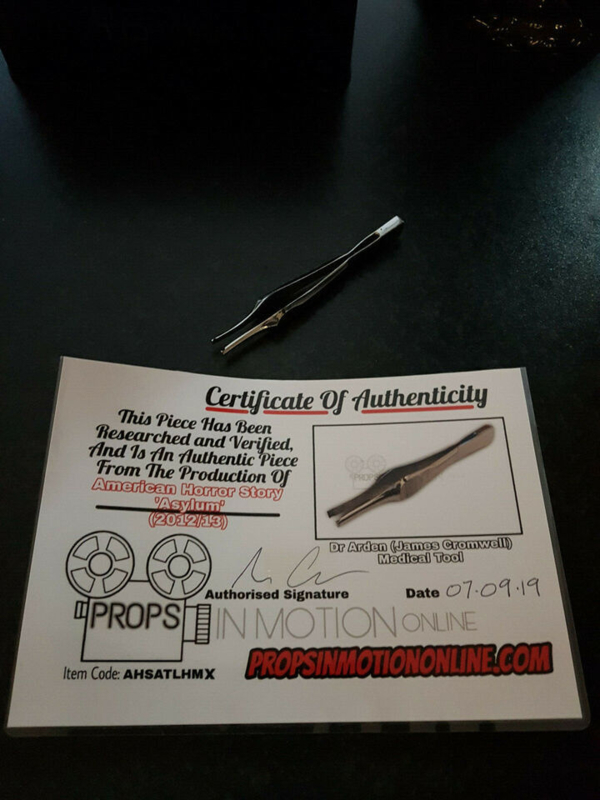 Certificate Of Authenticity
This Piece Has Been
Researched and Verified,
And Is An Authentic Piece
From The Production Of
American Horror Story
'Asylum'
(2012/13)
PROPS
Dr Arden (James Cromwell)
Medical Tool
Authorised Signature
Date 07.09.19
PROPS IN MOTION ONLINE
PROPSINMOTIONONLINE.COM
Item Code: AHSATLHMX